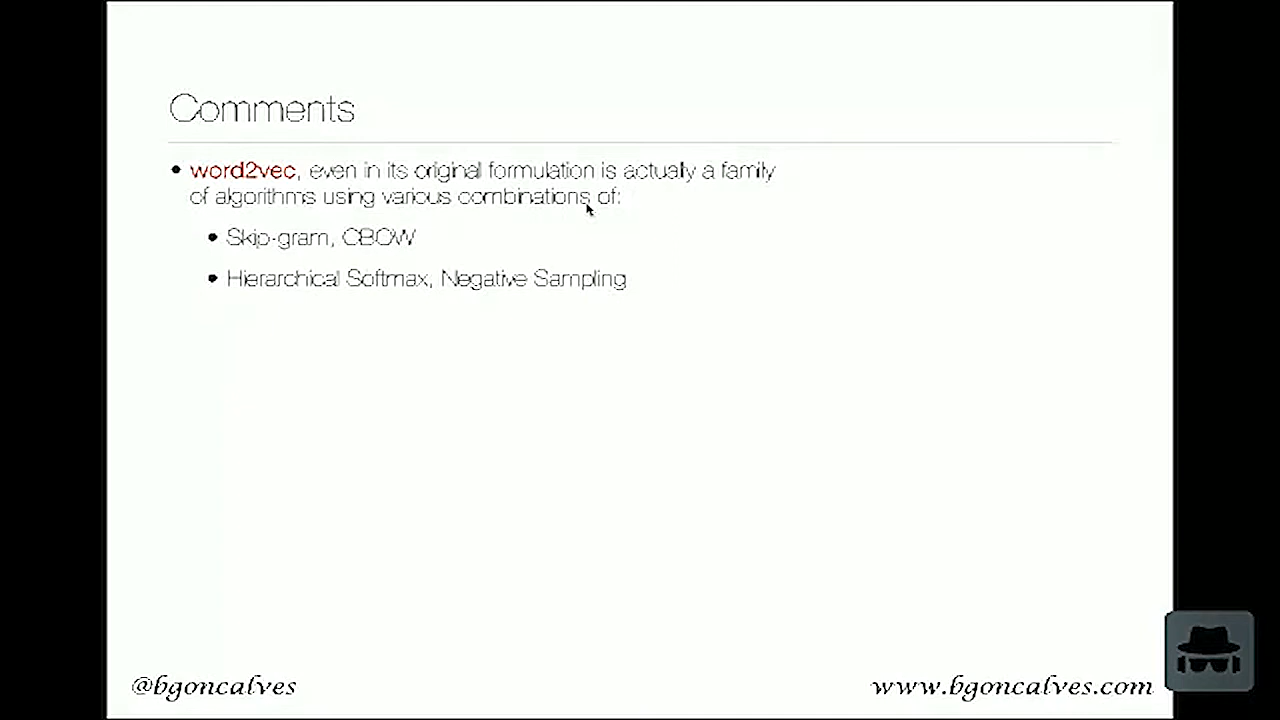 Comments
• word2vec, even in its original formulation is actually a family
of algorithms using various combinations of:
• Skip-gram, CBOW
• Hierarchical Softmax, Negative Sampling
@bgoncalves
www.bgoncalves.com